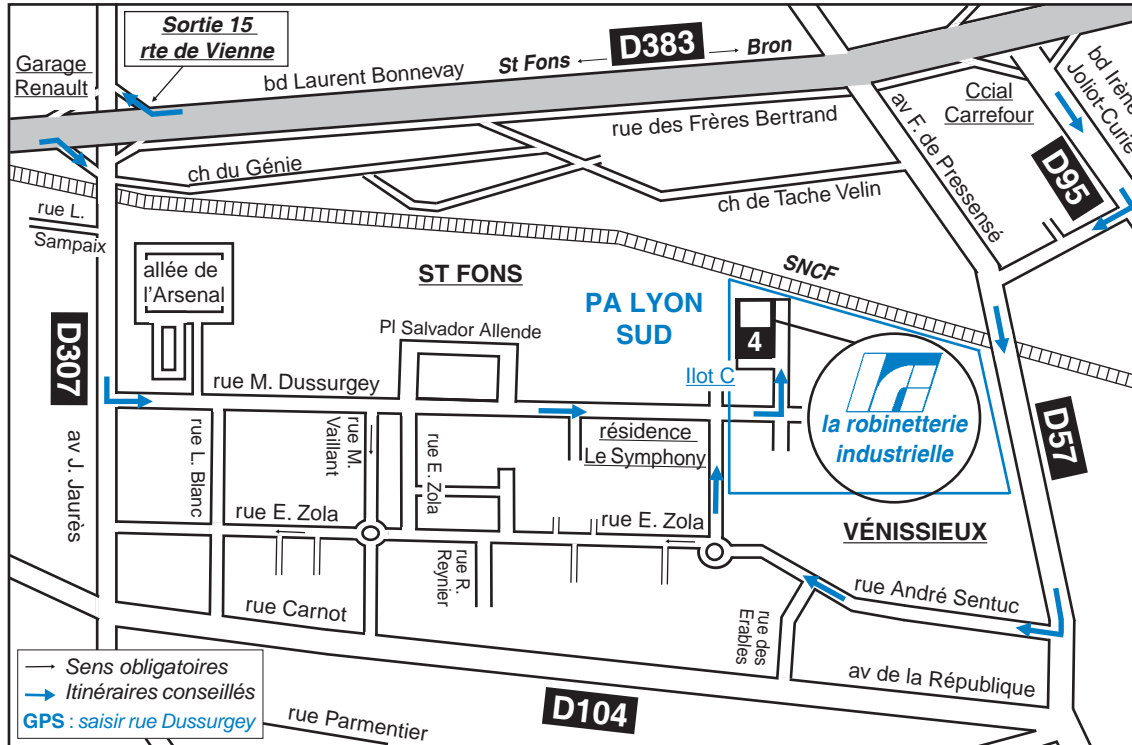 Sortie 15
rte de Vienne
Garage
Renault
bd Laurent Bonnevay
St Fons
D383
Bron
bd Irène
Joliot-Curie
Ccial
Carrefour
rue des Frères Bertrand
av F. de Pressensé
D95
ch du Génie
ch de Tache Velin
rue L.
Sampaix
allée de
l'Arsenal
ST FONS
SNCF
PA LYON
SUD
4
Pl Salvador Allende
D307
rue M. Dussurgey
Ilot C
la robinetterie
industrielle
D57
av J. Jaurès
rue L. Blanc
rue M.
Vaillant
rue E. Zola
résidence
Le Symphony
rue E. Zola
rue E. Zola
VÉNISSIEUX
rue R.
Reynier
rue André Sentuc
rue Carnot
rue des
Erables
av de la République
Sens obligatoires
Itinéraires conseillés
GPS : saisir rue Dussurgey
D104
rue Parmentier